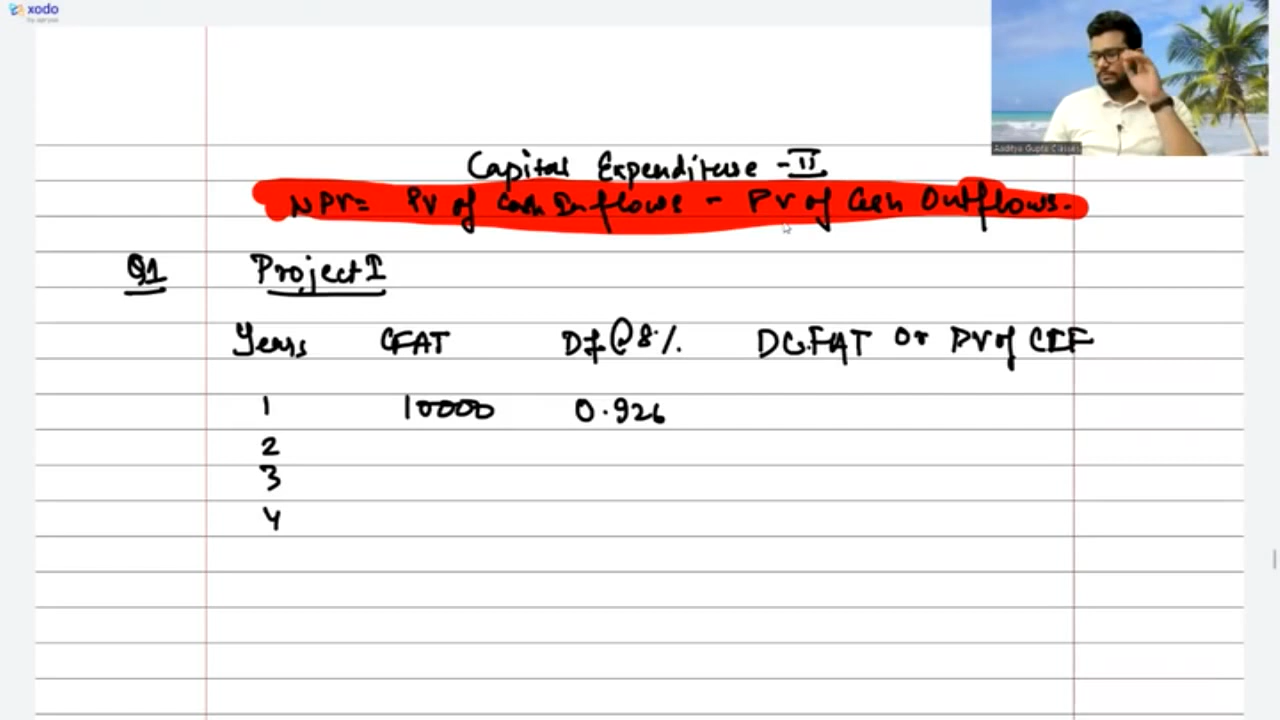 xodo
Aaditya Gupta Classes
Capital Expenditure - II
NPV = PV of Cash Inflows - PV of Cash Outflows.
Q1 Project I
Years CFAT Df @ 8% DCFAT or PV of CIF
1 10000 0.926
2
3
4